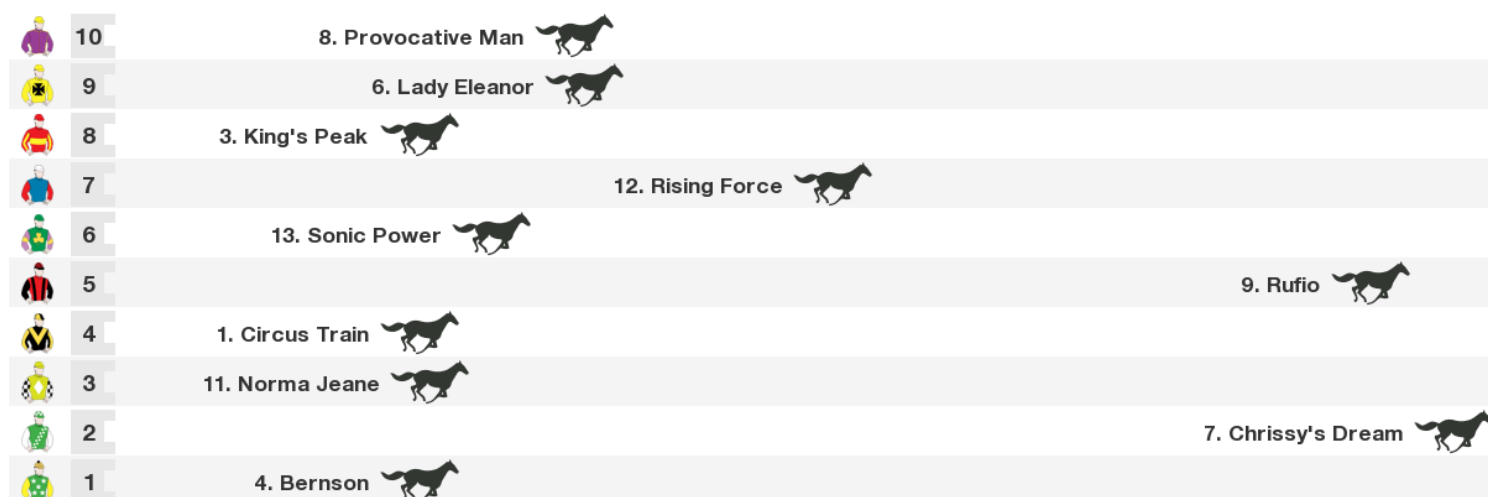 10 8. Provocative Man
9 6. Lady Eleanor
8 3. King's Peak
7 12. Rising Force
6 13. Sonic Power
5 9. Rufio
4 1. Circus Train
3 11. Norma Jeane
2 7. Chrissy's Dream
1 4. Bernson